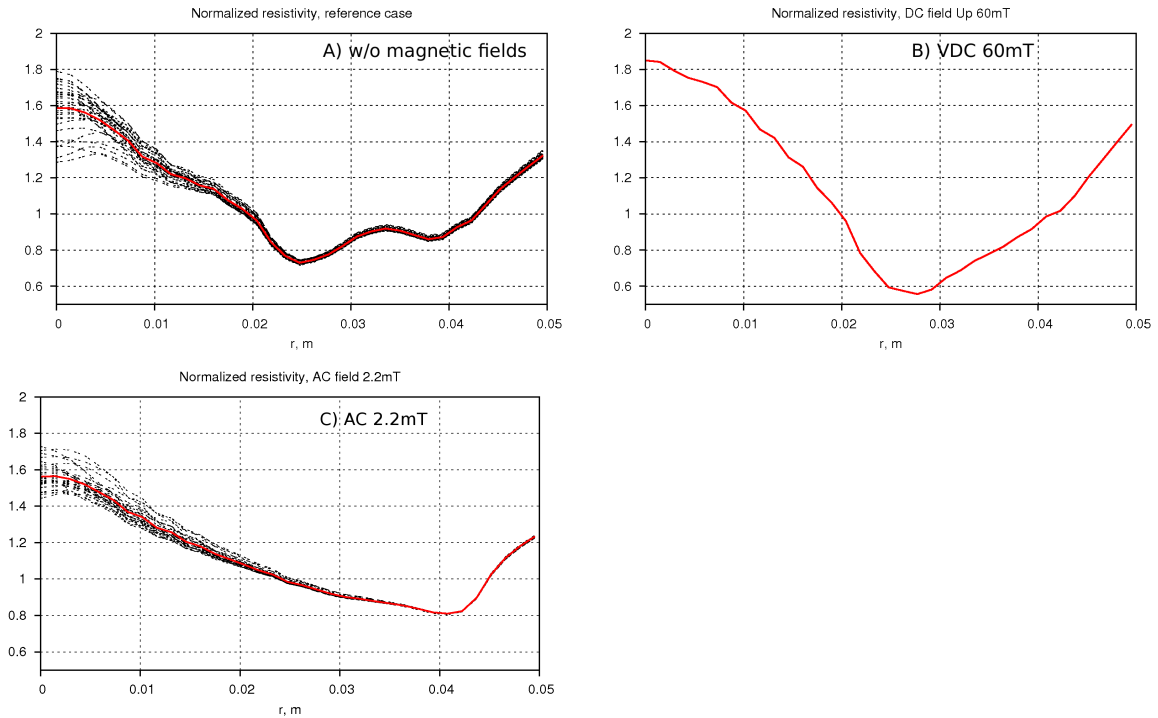 Normalized resistivity, reference case
A) w/o magnetic fields
2
1.8
1.6
1.4
1.2
1
0.8
0.6
0 0.01 0.02 0.03 0.04 0.05
r, m
Normalized resistivity, DC field Up 60mT
B) VDC 60mT
2
1.8
1.6
1.4
1.2
1
0.8
0.6
0 0.01 0.02 0.03 0.04 0.05
r, m
Normalized resistivity, AC field 2.2mT
C) AC 2.2mT
2
1.8
1.6
1.4
1.2
1
0.8
0.6
0 0.01 0.02 0.03 0.04 0.05
r, m